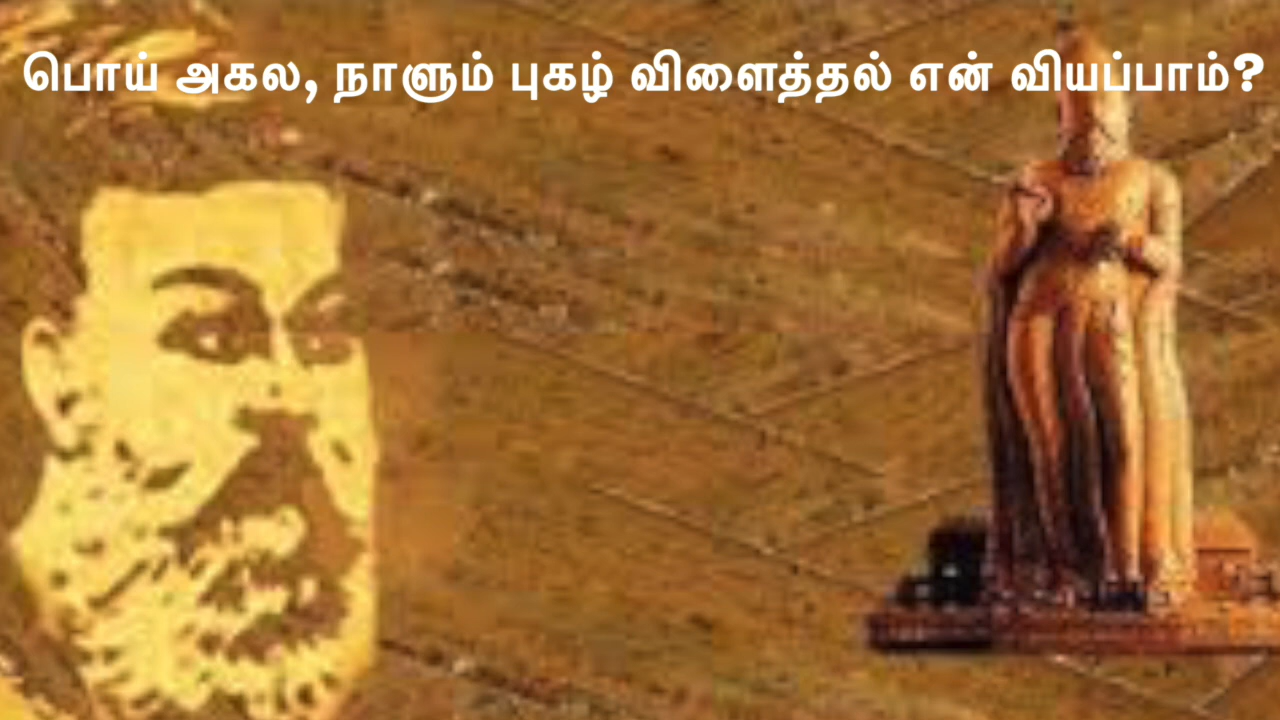 பொய் அகல, நாளும் புகழ் விளைத்தல் என் வியப்பாம்?